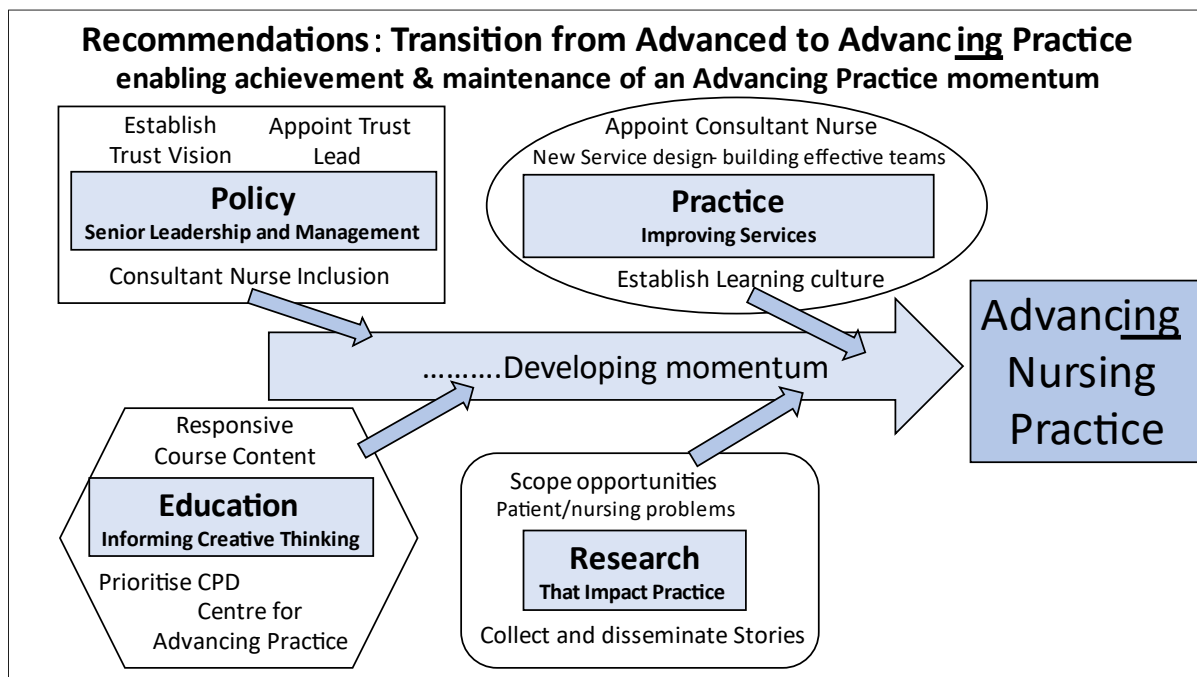 Recommendations: Transition from Advanced to Advancing Practice
enabling achievement & maintenance of an Advancing Practice momentum
Establish
Trust Vision
Appoint Trust
Lead
Policy
Senior Leadership and Management
Consultant Nurse Inclusion
Appoint Consultant Nurse
New Service design- building effective teams
Practice
Improving Services
Establish Learning culture
……….Developing momentum
Advancing
Nursing
Practice
Responsive
Course Content
Education
Informing Creative Thinking
Prioritise CPD
Centre for
Advancing Practice
Scope opportunities
Patient/nursing problems
Research
That Impact Practice
Collect and disseminate Stories